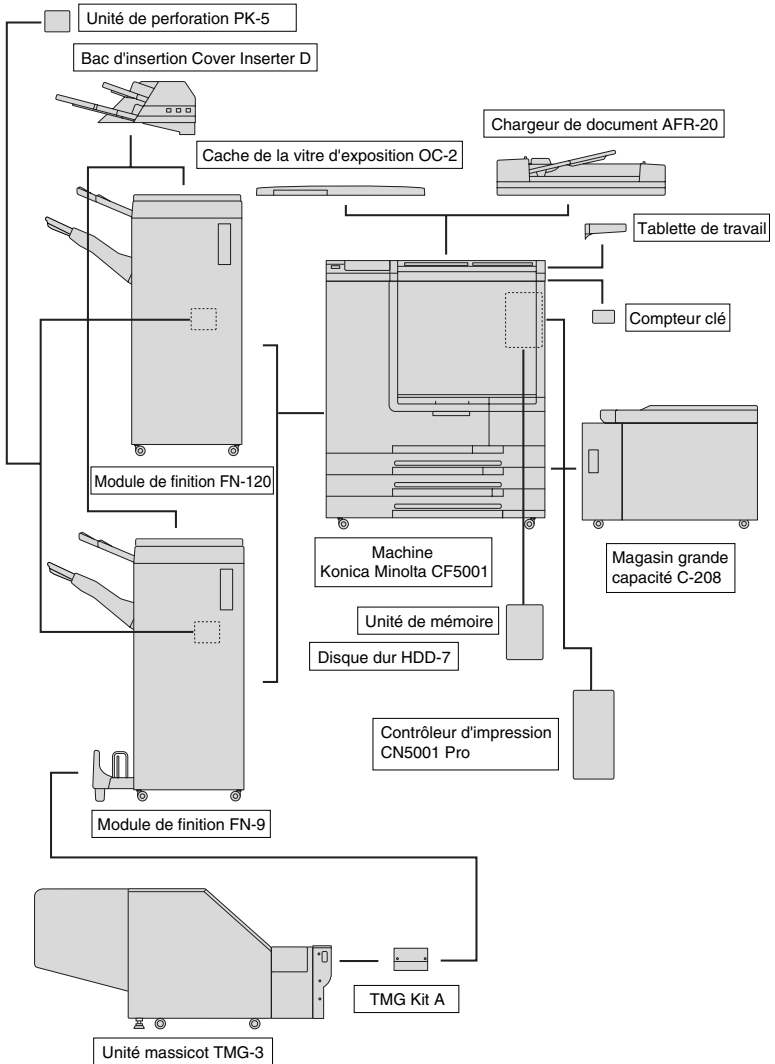 Unité de perforation PK-5
Bac d'insertion Cover Inserter D
Chargeur de document AFR-20
Cache de la vitre d'exposition OC-2
Tablette de travail
Compteur clé
Module de finition FN-120
Machine
Konica Minolta CF5001
Magasin grande
capacité C-208
Unité de mémoire
Disque dur HDD-7
Contrôleur d'impression
CN5001 Pro
Module de finition FN-9
TMG Kit A
Unité massicot TMG-3